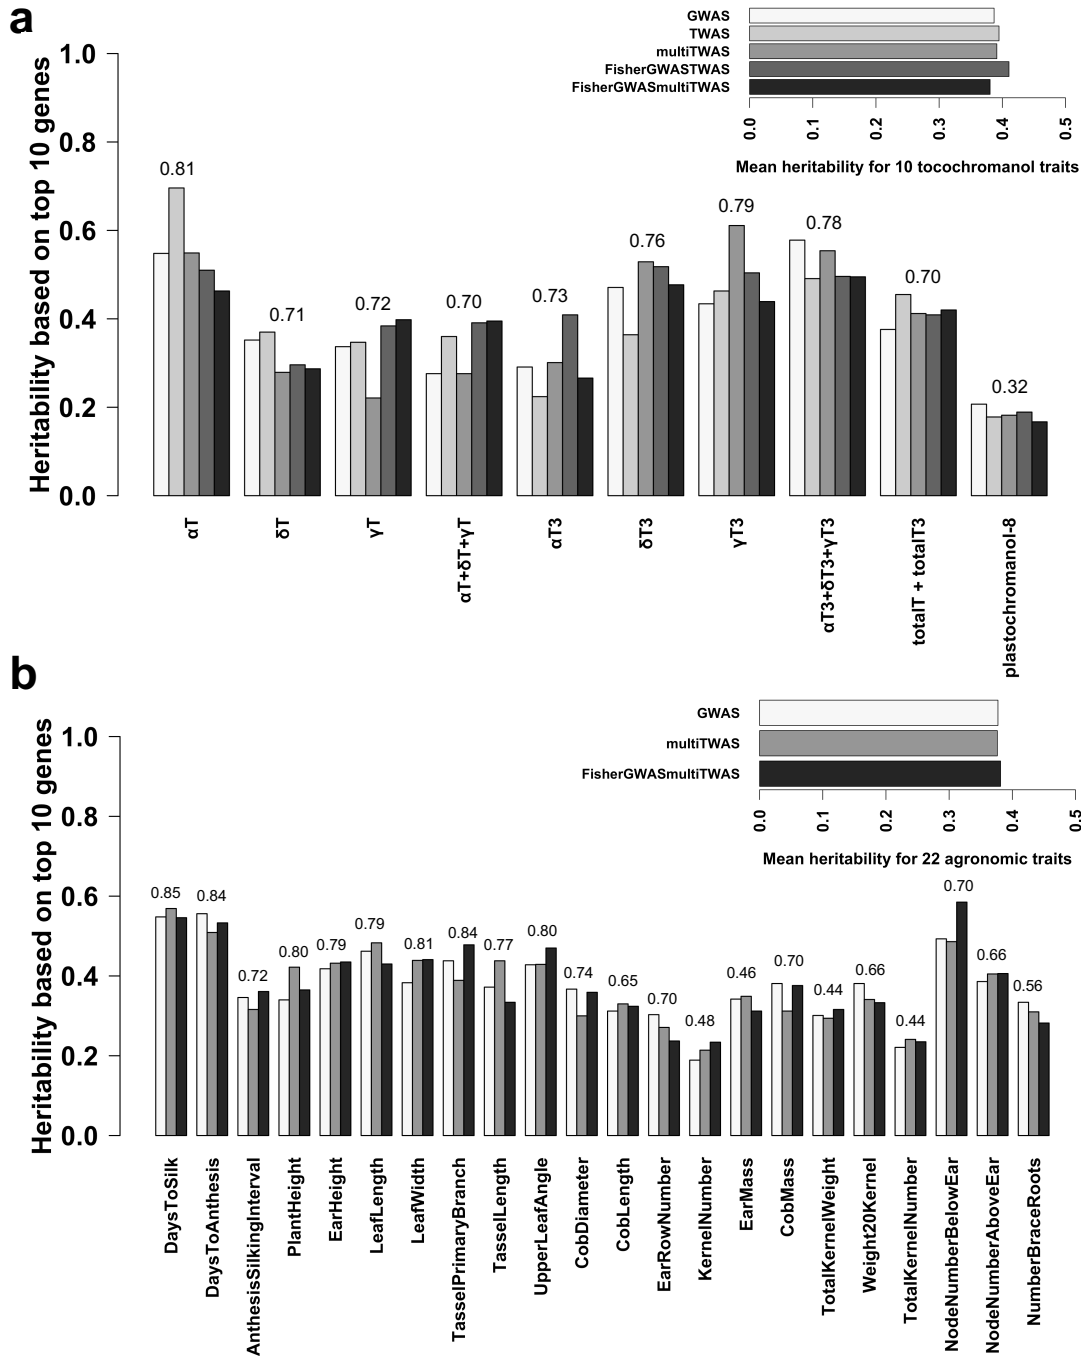 a
GWAS
TWAS
multiTWAS
FisherGWASTWAS
FisherGWASmultiTWAS
0.0 0.1 0.2 0.3 0.4 0.5
Mean heritability for 10 tocochromanol traits
Heritability based on top 10 genes
1.0
0.8
0.6
0.4
0.2
0.0
0.81 0.71 0.72 0.70 0.73 0.76 0.79 0.78 0.70 0.32
αT δT γT αT+δT+γT αT3 δT3 γT3 αT3+δT3+γT3 totalT + totalT3 plastochromanol-8
b
GWAS
multiTWAS
FisherGWASmultiTWAS
0.0 0.1 0.2 0.3 0.4 0.5
Mean heritability for 22 agronomic traits
Heritability based on top 10 genes
1.0
0.8
0.6
0.4
0.2
0.0
0.85 0.84 0.72 0.80 0.79 0.79 0.81 0.84 0.77 0.80 0.74 0.65 0.70 0.48 0.46 0.70 0.44 0.66 0.44 0.70 0.66 0.56
DaysToSilk DaysToAnthesis AnthesisSilkingInterval PlantHeight EarHeight LeafLength LeafWidth TasselPrimaryBranch TasselLength UpperLeafAngle CobDiameter CobLength EarRowNumber KernelNumber EarMass CobMass TotalKernelWeight Weight20Kernel TotalKernelNumber NodeNumberBelowEar NodeNumberAboveEar NumberBraceRoots